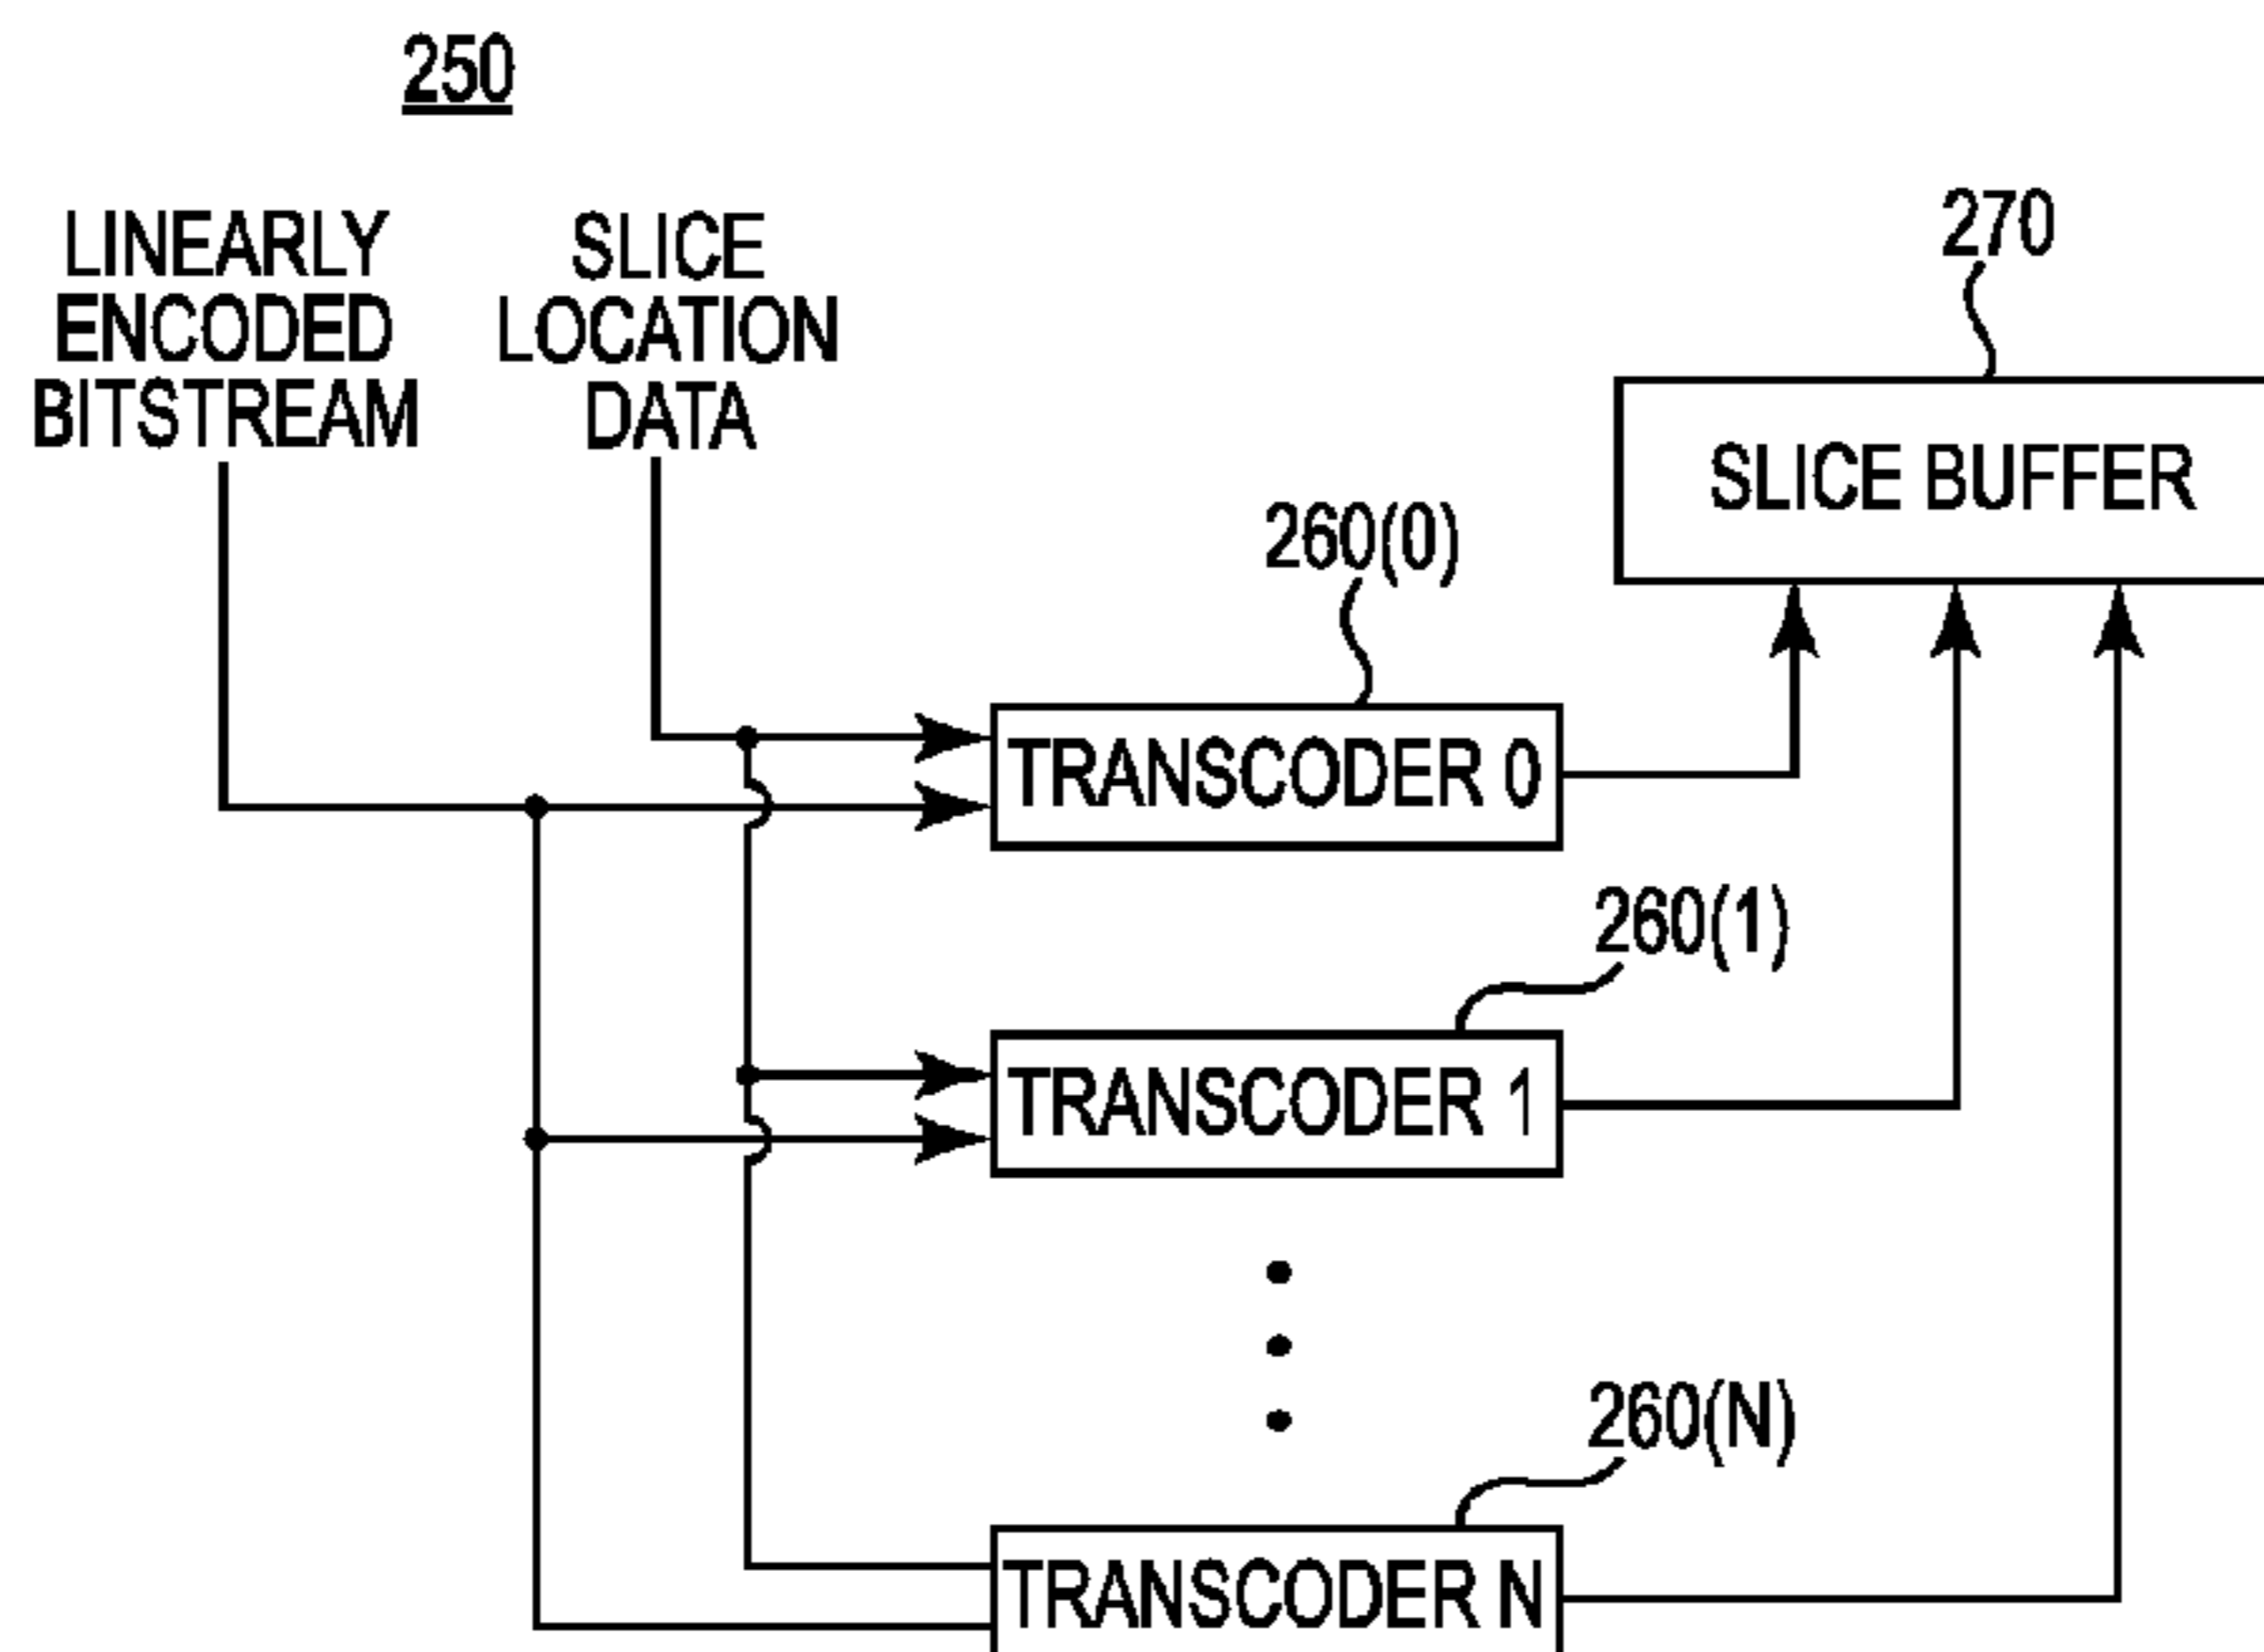 250
LINEARLY
ENCODED
BITSTREAM
SLICE
LOCATION
DATA
270
SLICE BUFFER
260(0)
TRANSCODER 0
260(1)
TRANSCODER 1
260(N)
TRANSCODER N